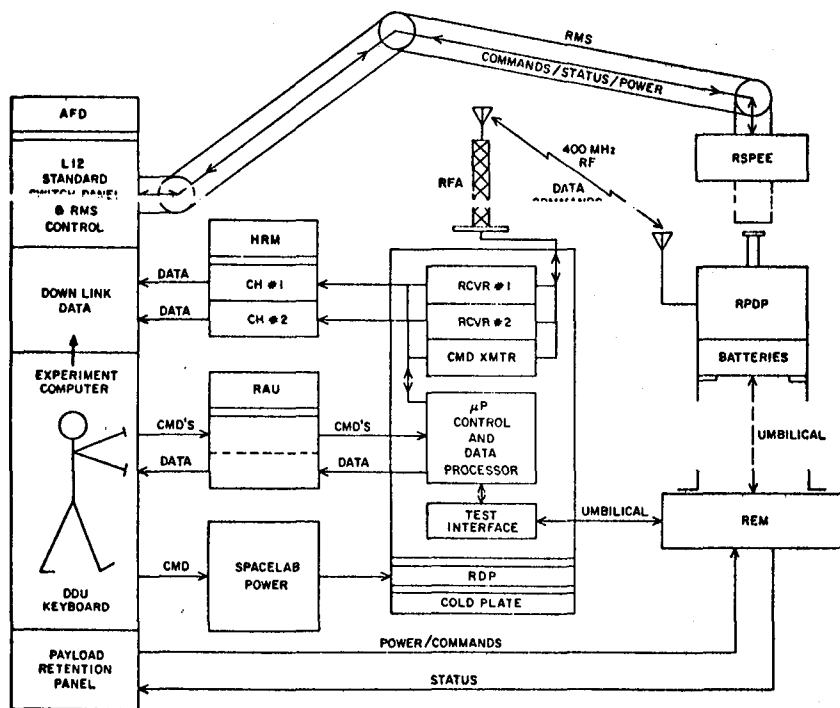 RMS
COMMANDS/STATUS/POWER
AFD
L12
STANDARD
SWITCH PANEL
& RMS
CONTROL
DOWN LINK
DATA
EXPERIMENT
COMPUTER
DDU
KEYBOARD
PAYLOAD
RETENTION
PANEL
DATA
DATA
HRM
CH #1
CH #2
CMD'S
DATA
RAU
CMD'S
DATA
CMD
SPACELAB
POWER
RFA
400 MHz
RF
DATA
COMMANDS
RCVR #1
RCVR #2
CMD XMTR
μP
CONTROL
AND
DATA
PROCESSOR
TEST
INTERFACE
UMBILICAL
RDP
COLD PLATE
RSPEE
RPDP
BATTERIES
UMBILICAL
REM
POWER/COMMANDS
STATUS